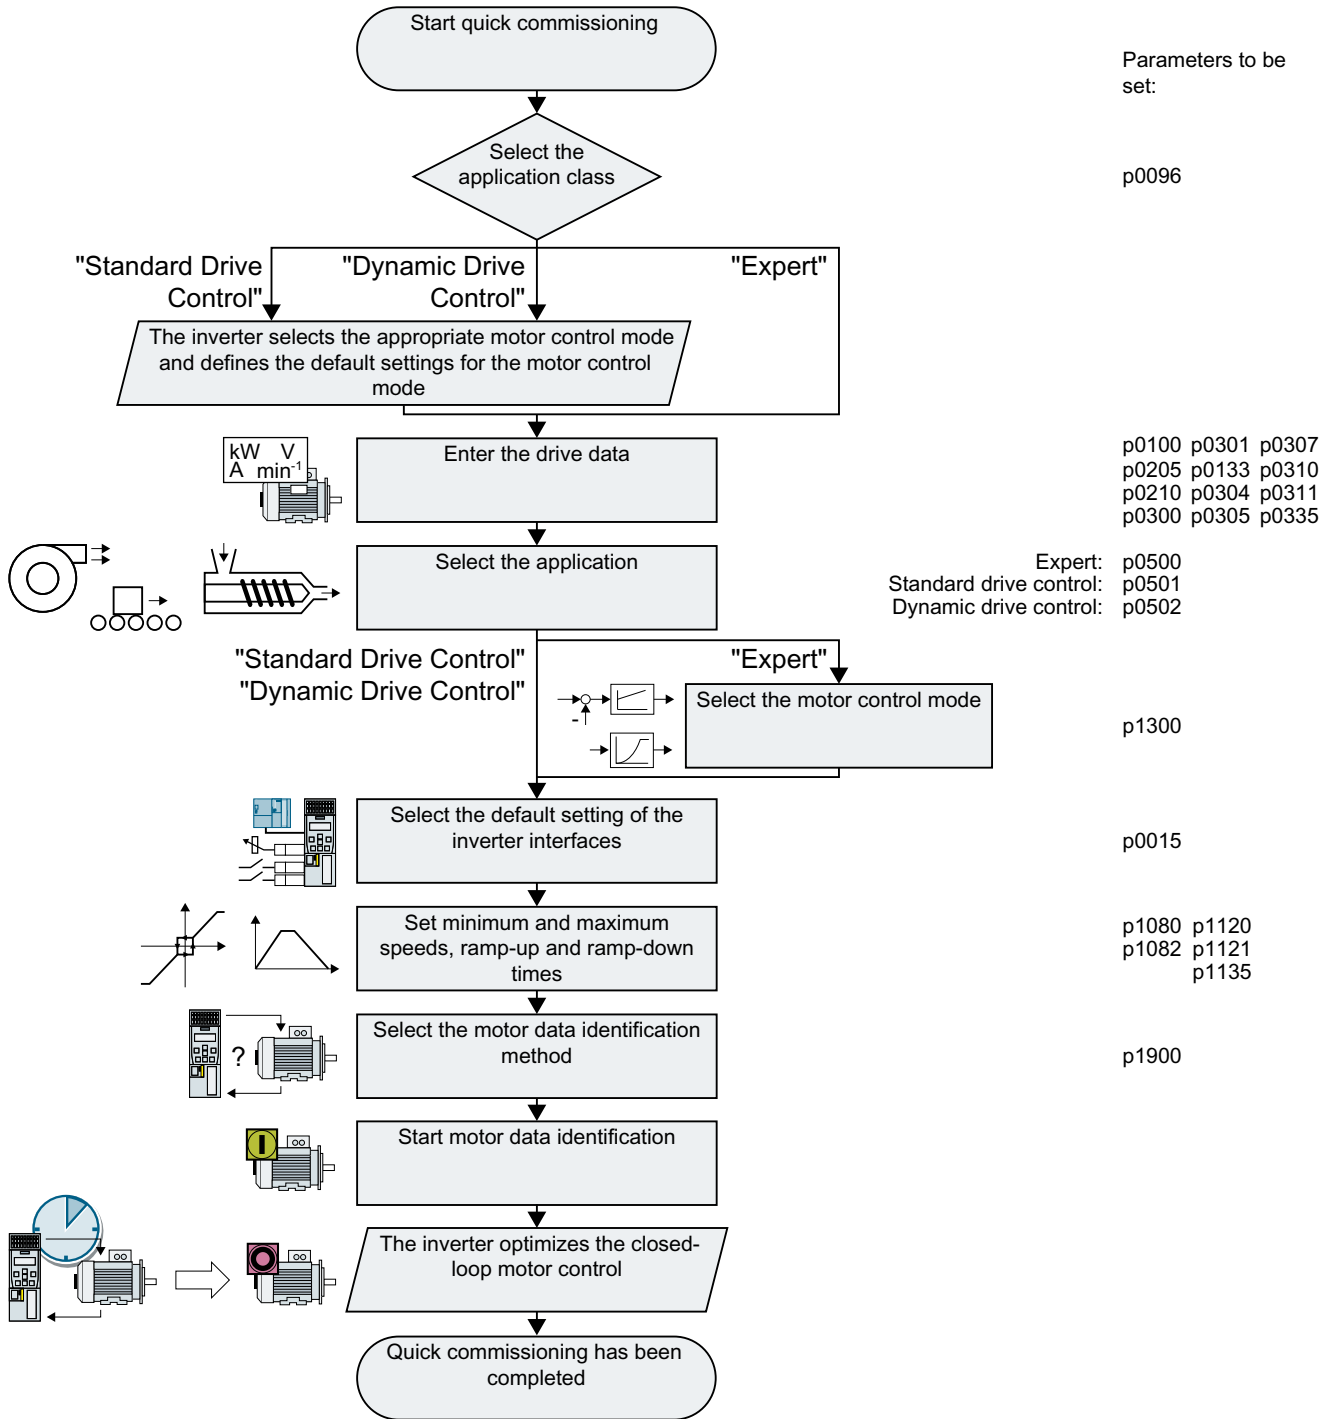 Start quick commissioning
Parameters to be
set:
Select the
application class
p0096
"Standard Drive
Control"
"Dynamic Drive
Control"
"Expert"
The inverter selects the appropriate motor control mode
and defines the default settings for the motor control
mode
kW V
A min-1
Enter the drive data
p0100 p0301 p0307
p0205 p0133 p0310
p0210 p0304 p0311
p0300 p0305 p0335
Select the application
Expert: p0500
Standard drive control: p0501
Dynamic drive control: p0502
"Standard Drive Control"
"Dynamic Drive Control"
"Expert"
-
Select the motor control mode
p1300
Select the default setting of the
inverter interfaces
p0015
Set minimum and maximum
speeds, ramp-up and ramp-down
times
p1080 p1120
p1082 p1121
p1135
?
Select the motor data identification
method
p1900
Start motor data identification
The inverter optimizes the closed-
loop motor control
Quick commissioning has been
completed